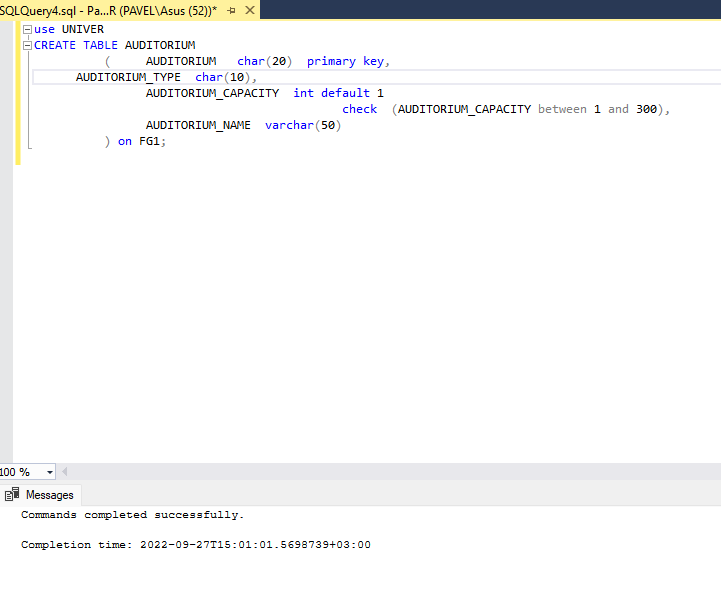 SQLQuery4.sql - Pa...R (PAVEL\Asus (52))*
use UNIVER
CREATE TABLE AUDITORIUM
( AUDITORIUM char(20) primary key,
AUDITORIUM_TYPE char(10),
AUDITORIUM_CAPACITY int default 1
check (AUDITORIUM_CAPACITY between 1 and 300),
AUDITORIUM_NAME varchar(50)
) on FG1;
100 %
Messages
Commands completed successfully.
Completion time: 2022-09-27T15:01:01.5698739+03:00